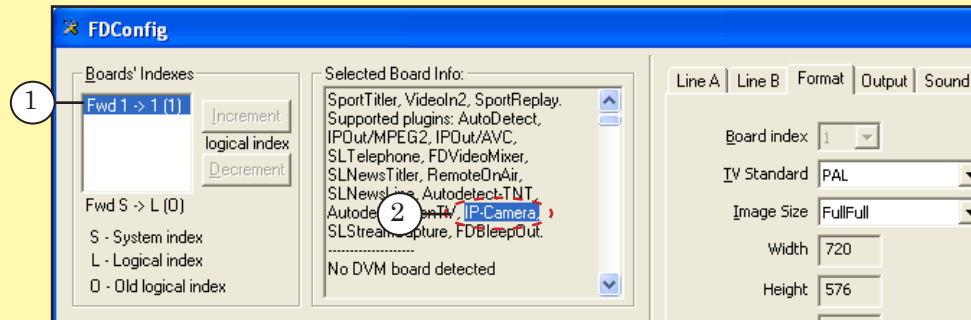 FDConfig
Boards' Indexes
1
Fwd 1 -> 1 (1)
Increment
logical index
Decrement
Fwd S -> L (O)
S - System index
L - Logical index
O - Old logical index
Selected Board Info:
SportTitler, VideoIn2, SportReplay.
Supported plugins: AutoDetect,
IPOut/MPEG2, IPOut/AVC,
SLTelephone, FDVideoMixer,
SLNewsTitler, RemoteOnAir,
SLNewsLine, Autodetect-TNT,
2
IP-Camera,
SLStreamCapture, FDBleepOut.
--------------------
No DVM board detected
Line A
Line B
Format
Output
Sound
Board index
1
TV Standard
PAL
Image Size
FullFull
Width
720
Height
576